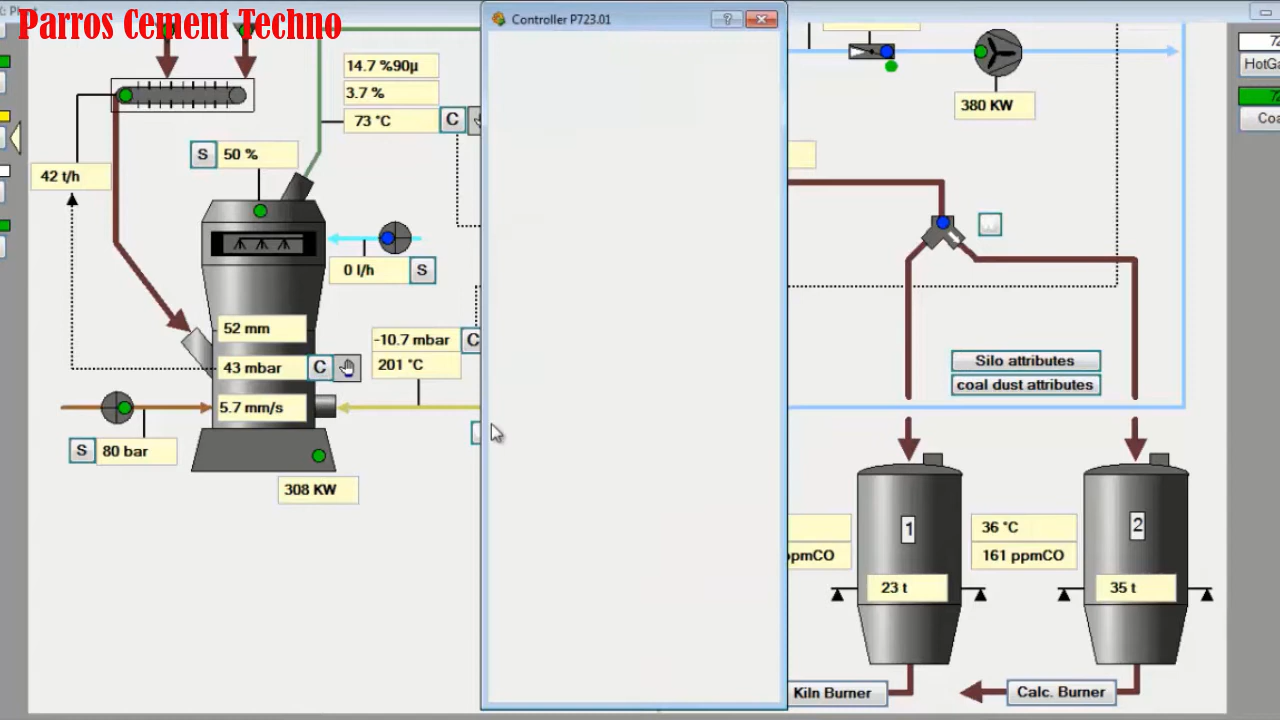 Parros Cement Techno
Controller P723.01
?
14.7 %90µ
3.7 %
73 °C
C
380 KW
HotGa
Coa
S
50 %
42 t/h
0 l/h
S
52 mm
43 mbar
C
-10.7 mbar
C
201 °C
5.7 mm/s
S
80 bar
308 KW
Silo attributes
coal dust attributes
1
2
ppmCO
36 °C
161 ppmCO
23 t
35 t
Kiln Burner
Calc. Burner